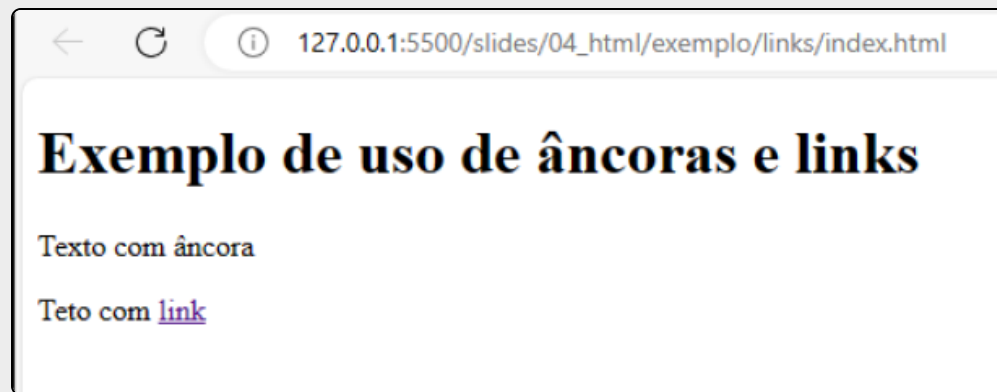 127.0.0.1:5500/slides/04_html/exemplo/links/index.html
Exemplo de uso de âncoras e links
Texto com âncora
Teto com link